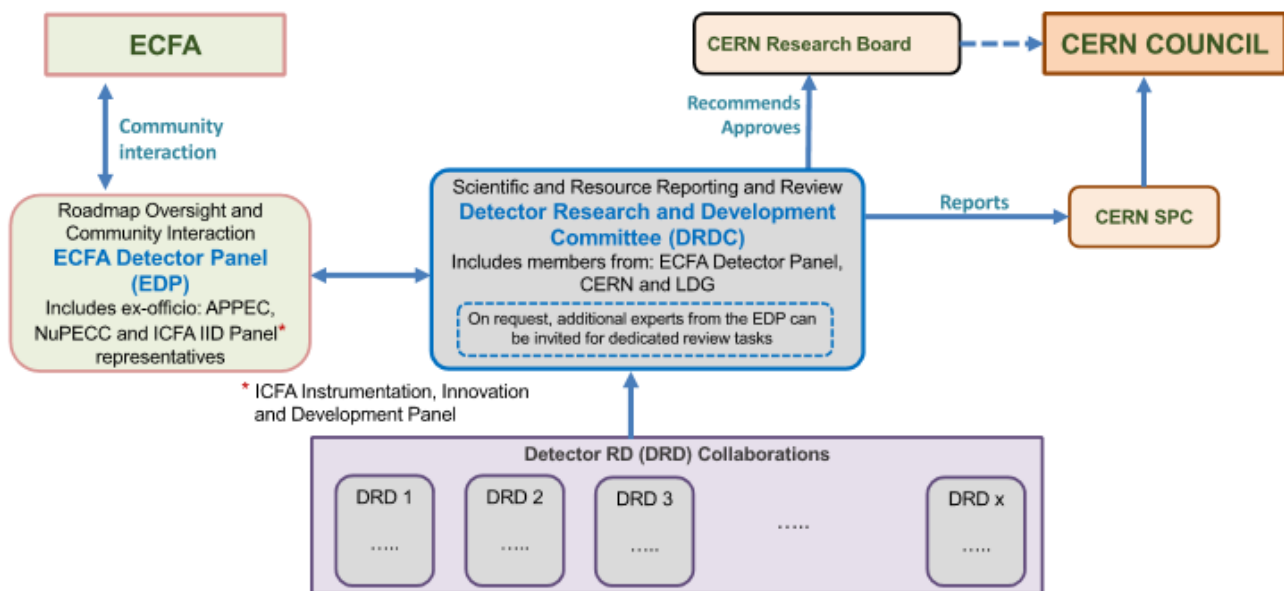 ECFA
CERN Research Board
CERN COUNCIL
Community
interaction
Recommends
Approves
Roadmap Oversight and
Community Interaction
ECFA Detector Panel
(EDP)
Includes ex-officio: APPEC,
NuPECC and ICFA IID Panel*
representatives
Scientific and Resource Reporting and Review
Detector Research and Development
Committee (DRDC)
Includes members from: ECFA Detector Panel,
CERN and LDG
On request, additional experts from the EDP can
be invited for dedicated review tasks
Reports
CERN SPC
* ICFA Instrumentation, Innovation
and Development Panel
Detector RD (DRD) Collaborations
DRD 1
.....
DRD 2
.....
DRD 3
.....
.....
DRD x
.....